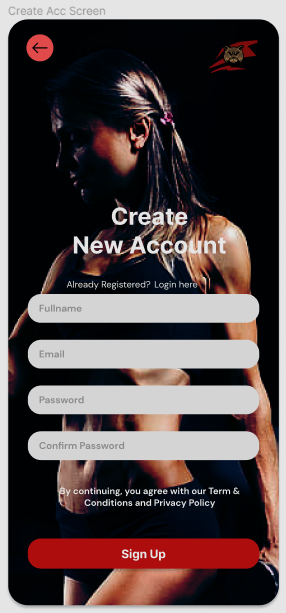 Create Acc Screen
Create
New Account
Already Registered? Login here
Fullname
Email
Password
Confirm Password
By continuing, you agree with our Term &
Conditions and Privacy Policy
Sign Up